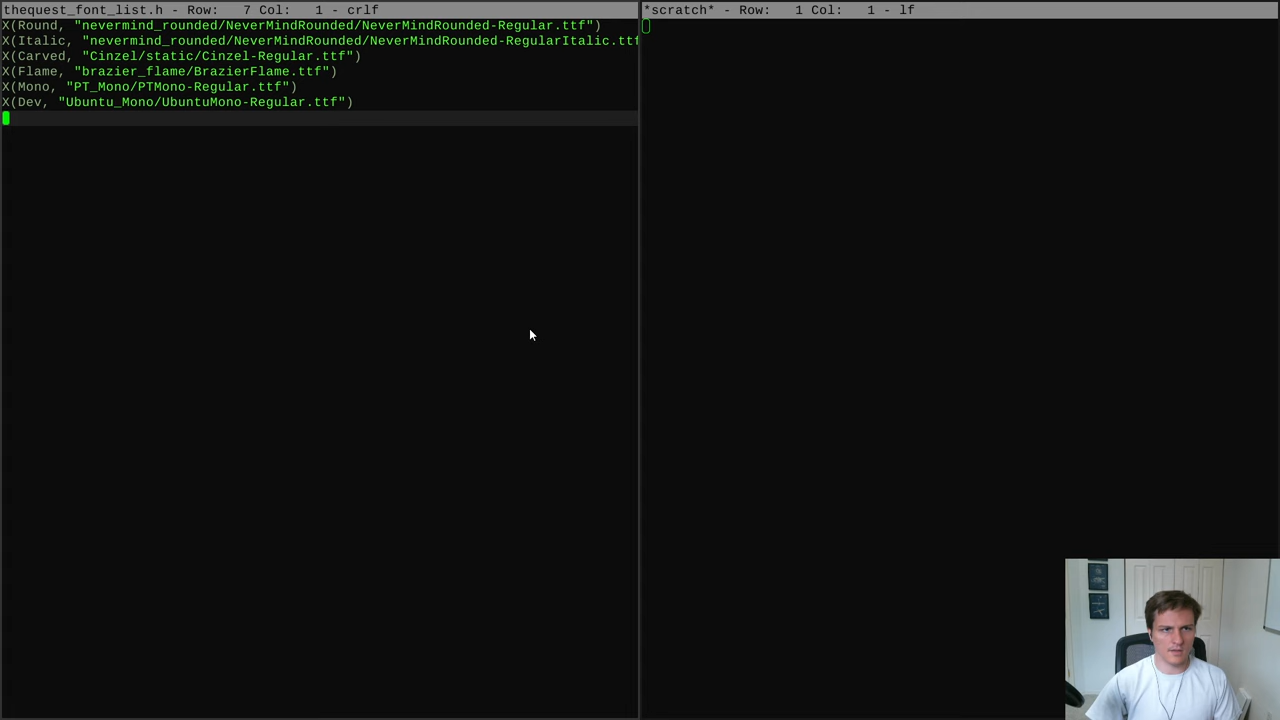 thequest_font_list.h - Row:   7 Col:   1 - crlf
X(Round, "nevermind_rounded/NeverMindRounded/NeverMindRounded-Regular.ttf")
X(Italic, "nevermind_rounded/NeverMindRounded/NeverMindRounded-RegularItalic.ttf
X(Carved, "Cinzel/static/Cinzel-Regular.ttf")
X(Flame, "brazier_flame/BrazierFlame.ttf")
X(Mono, "PT_Mono/PTMono-Regular.ttf")
X(Dev, "Ubuntu_Mono/UbuntuMono-Regular.ttf")
*scratch* - Row:   1 Col:   1 - lf